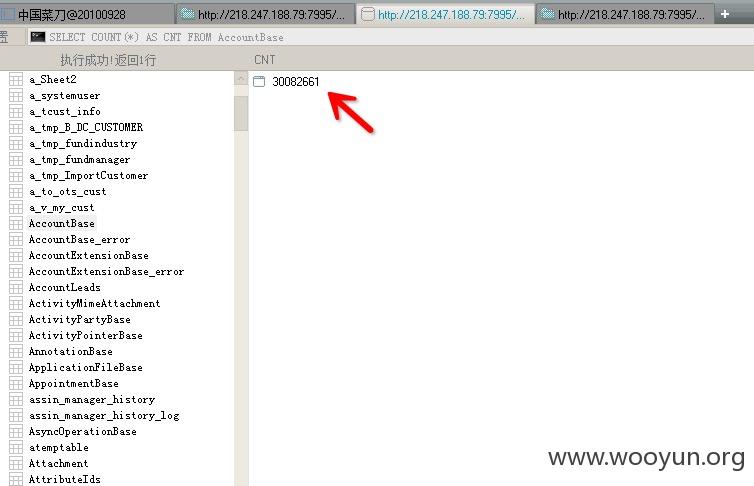 中国菜刀@20100928
http://218.247.188.79:7995/...
http://218.247.188.79:7995/...
http://218.247.188.79:7995/...
置
SELECT COUNT(*) AS CNT FROM AccountBase
执行成功!返回1行
CNT
30082661
a_Sheet2
a_systemuser
a_tcust_info
a_tmp_B_DC_CUSTOMER
a_tmp_fundindustry
a_tmp_fundmanager
a_tmp_ImportCustomer
a_to_ots_cust
a_v_my_cust
AccountBase
AccountBase_error
AccountExtensionBase
AccountExtensionBase_error
AccountLeads
ActivityMimeAttachment
ActivityPartyBase
ActivityPointerBase
AnnotationBase
ApplicationFileBase
AppointmentBase
assin_manager_history
assin_manager_history_log
AsyncOperationBase
atemptable
Attachment
AttributeIds
www.wooyun.org